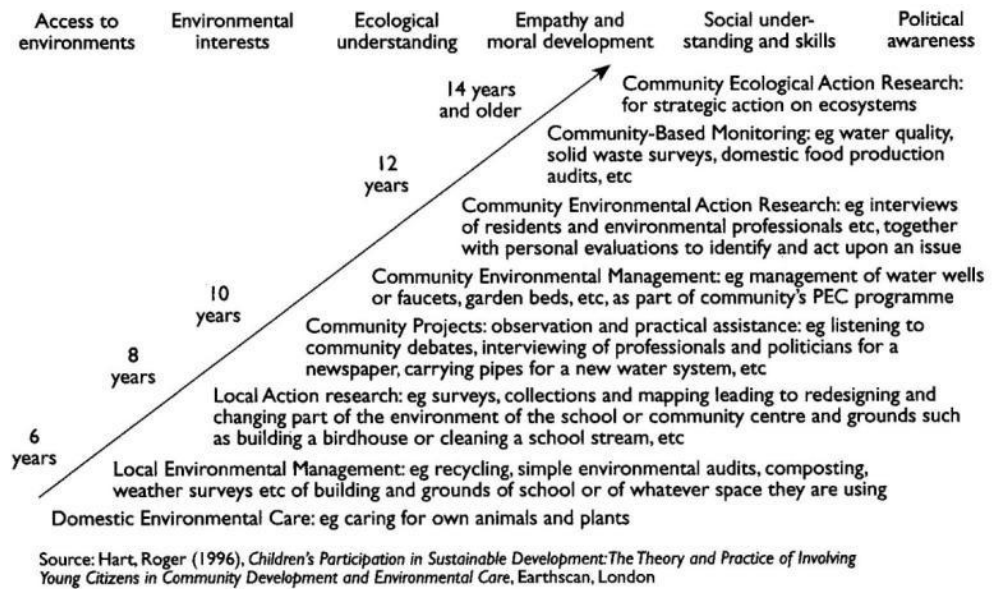 Access to environments
Environmental interests
Ecological understanding
Empathy and moral development
Social under-standing and skills
Political awareness
14 years and older
Community Ecological Action Research:
for strategic action on ecosystems
Community-Based Monitoring: eg water quality,
solid waste surveys, domestic food production
audits, etc
12 years
Community Environmental Action Research: eg interviews
of residents and environmental professionals etc, together
with personal evaluations to identify and act upon an issue
10 years
Community Environmental Management: eg management of water wells
or faucets, garden beds, etc, as part of community's PEC programme
8 years
Community Projects: observation and practical assistance: eg listening to
community debates, interviewing of professionals and politicians for a
newspaper, carrying pipes for a new water system, etc
Local Action research: eg surveys, collections and mapping leading to redesigning and
changing part of the environment of the school or community centre and grounds such
as building a birdhouse or cleaning a school stream, etc
6 years
Local Environmental Management: eg recycling, simple environmental audits, composting,
weather surveys etc of building and grounds of school or of whatever space they are using
Domestic Environmental Care: eg caring for own animals and plants
Source: Hart, Roger (1996), Children's Participation in Sustainable Development:The Theory and Practice of Involving
Young Citizens in Community Development and Environmental Care, Earthscan, London